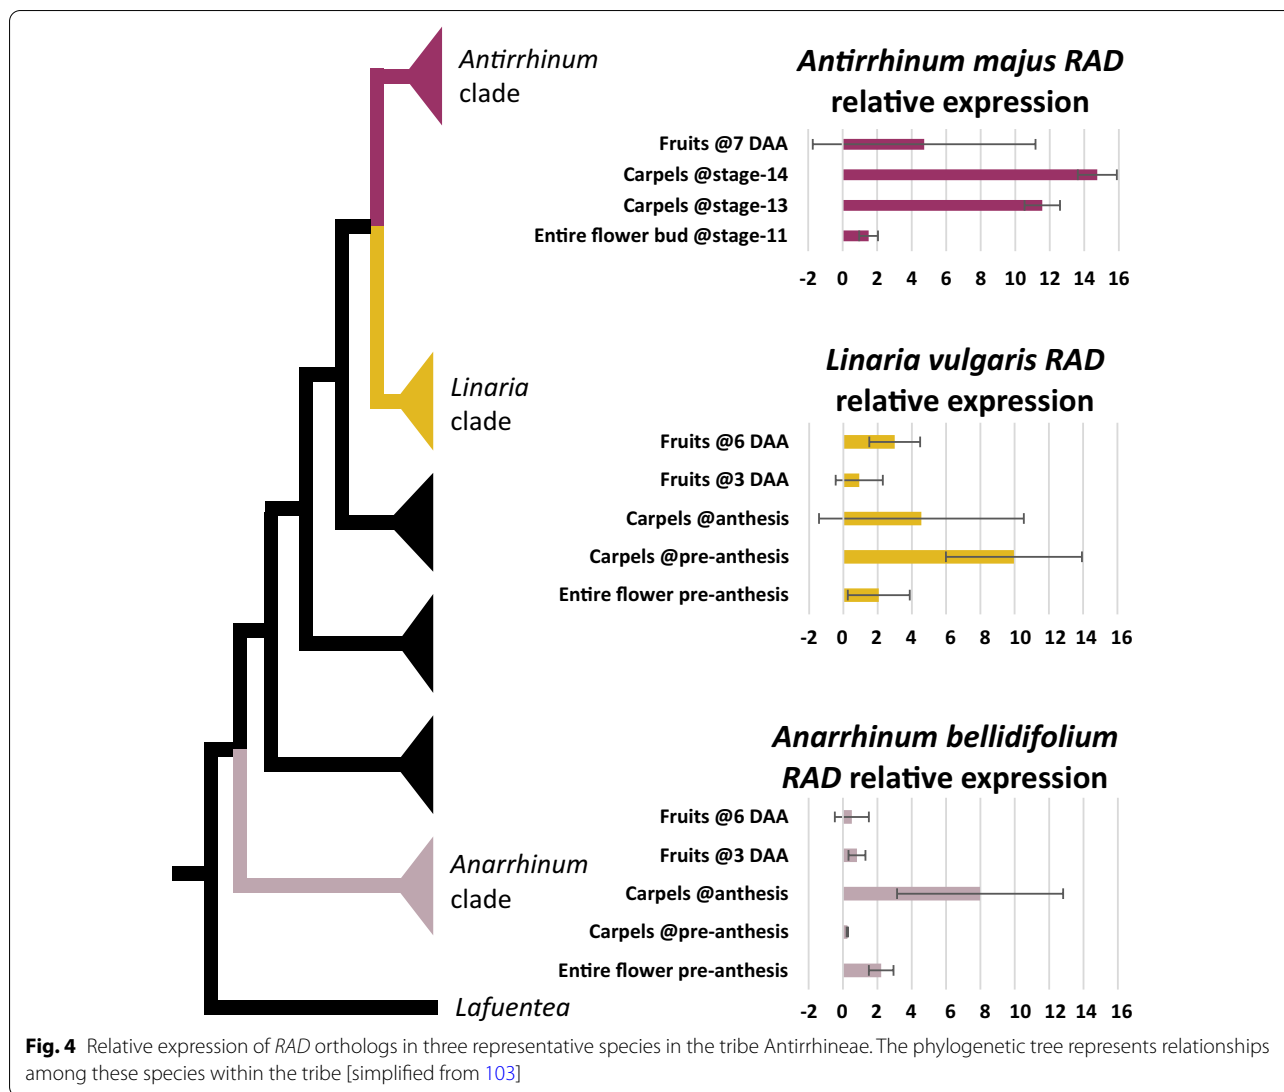 Antirrhinum
clade
Linaria
clade
Anarrhinum
clade
Lafuentea
Antirrhinum majus RAD
relative expression
Fruits @7 DAA
Carpels @stage-14
Carpels @stage-13
Entire flower bud @stage-11
-2 0 2 4 6 8 10 12 14 16
Linaria vulgaris RAD
relative expression
Fruits @6 DAA
Fruits @3 DAA
Carpels @anthesis
Carpels @pre-anthesis
Entire flower pre-anthesis
-2 0 2 4 6 8 10 12 14 16
Anarrhinum bellidifolium
RAD relative expression
Fruits @6 DAA
Fruits @3 DAA
Carpels @anthesis
Carpels @pre-anthesis
Entire flower pre-anthesis
-2 0 2 4 6 8 10 12 14 16
Fig. 4 Relative expression of RAD orthologs in three representative species in the tribe Antirrhineae. The phylogenetic tree represents relationships
among these species within the tribe [simplified from 103]